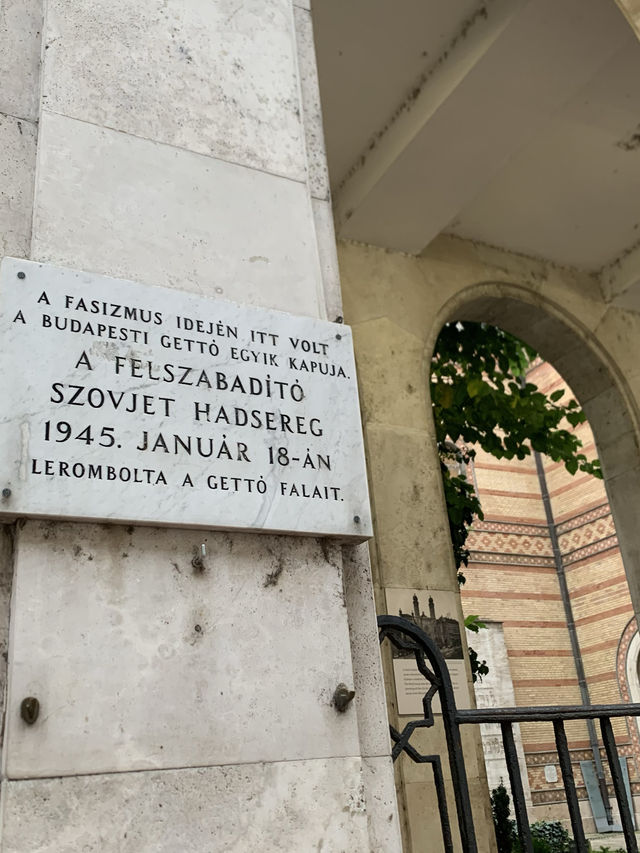 A FASIZMUS IDEJÉN ITT VOLT
A BUDAPESTI GETTÓ EGYIK KAPUJA.
A FELSZABADÍTÓ
SZOVJET HADSEREG
1945. JANUÁR 18-ÁN
LEROMBOLTA A GETTÓ FALAIT.